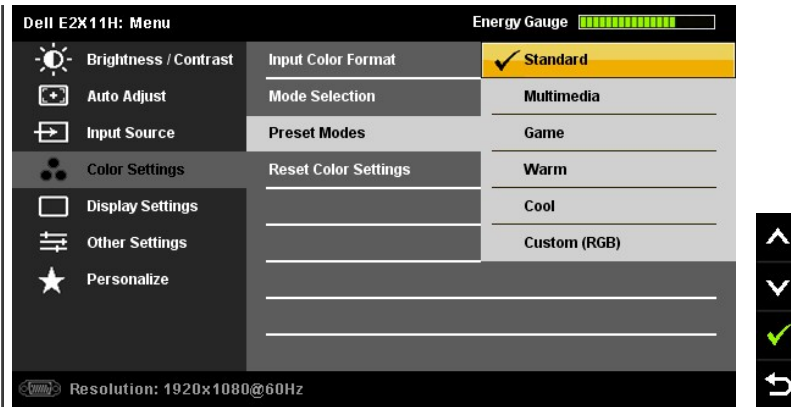 Dell E2X11H: Menu
Energy Gauge
Brightness / Contrast
Input Color Format
Standard
Auto Adjust
Mode Selection
Multimedia
Input Source
Preset Modes
Game
Color Settings
Reset Color Settings
Warm
Display Settings
Cool
Other Settings
Custom (RGB)
Personalize
Resolution: 1920x1080@60Hz